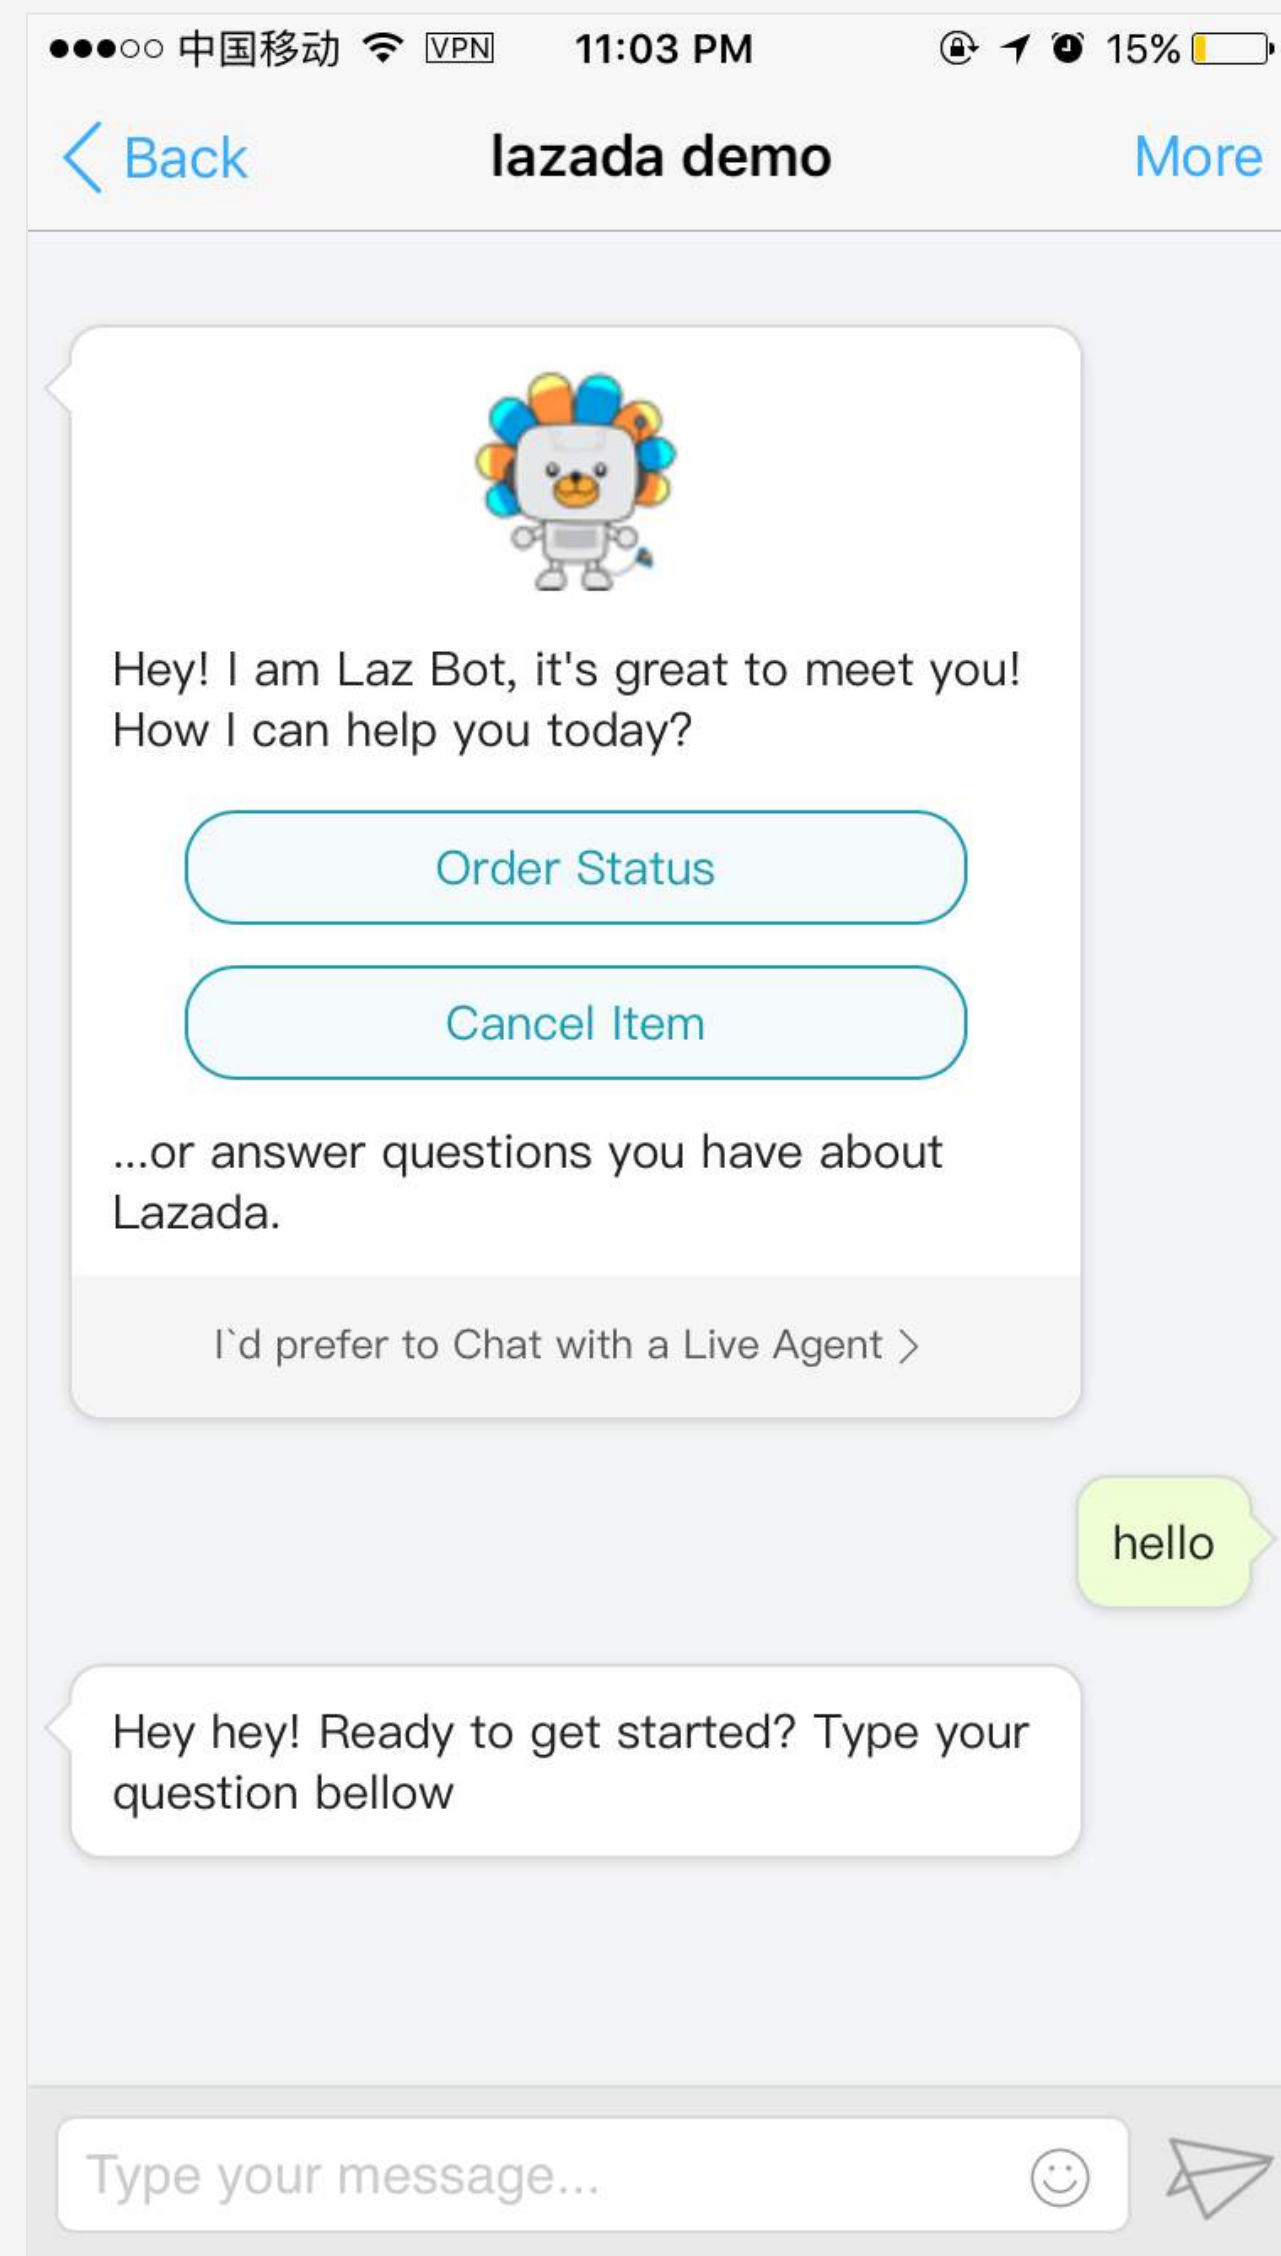 中国移动 VPN 11:03 PM 15%
Back lazada demo More
Hey! I am Laz Bot, it's great to meet you!
How I can help you today?
Order Status
Cancel Item
...or answer questions you have about
Lazada.
I`d prefer to Chat with a Live Agent >
hello
Hey hey! Ready to get started? Type your
question bellow
Type your message...